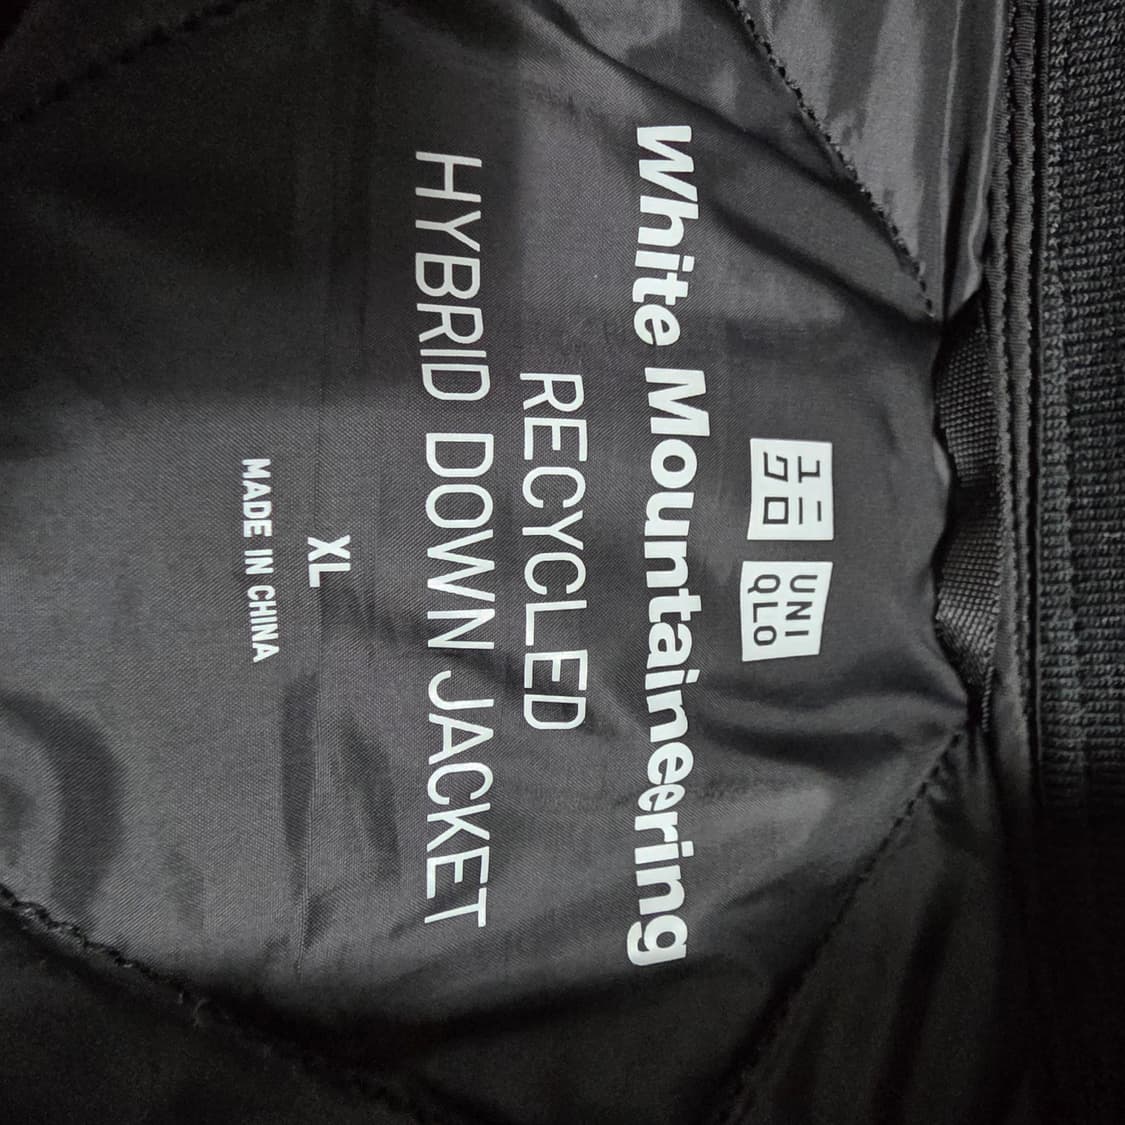 ユニ
クロ
UNI
QLO
White Mountaineering
RECYCLED
HYBRID DOWN JACKET
XL
MADE IN CHINA